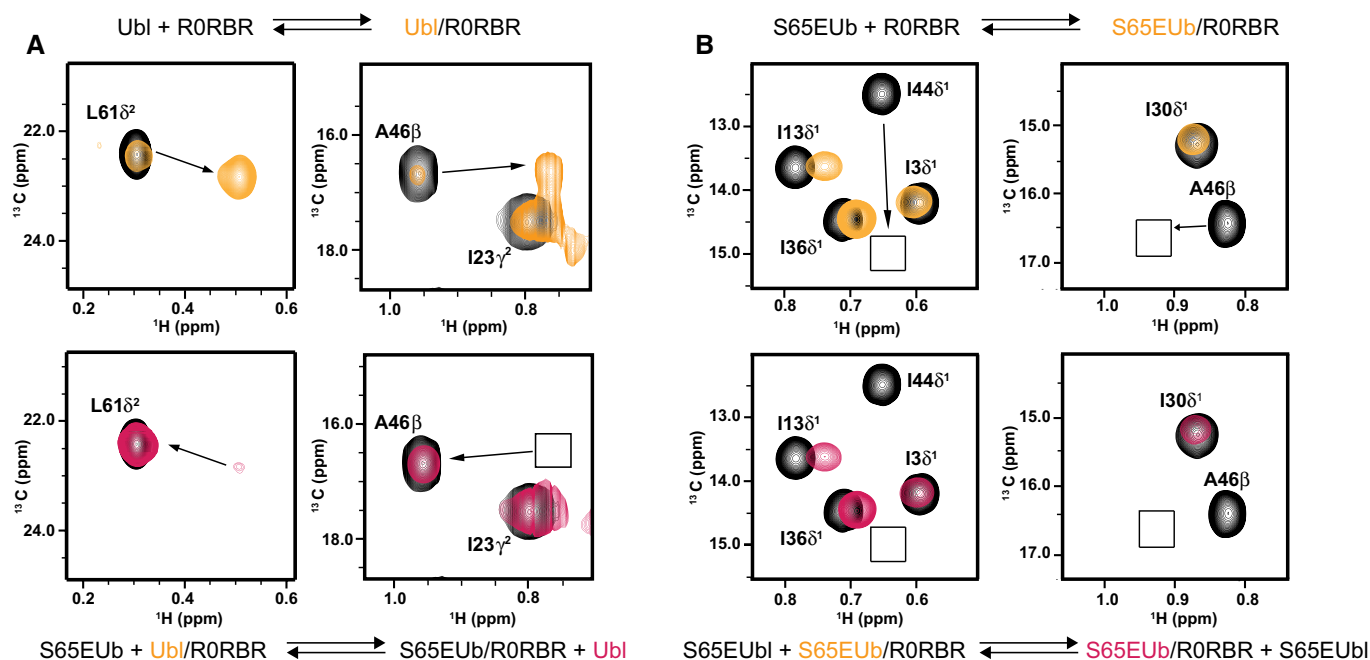 Ubl + R0RBR Ubl/R0RBR
A
L61δ²
22.0
24.0
¹³C (ppm)
0.2 0.4 0.6
¹H (ppm)
A46β
I23γ²
16.0
18.0
¹³C (ppm)
1.0 0.8
¹H (ppm)
L61δ²
22.0
24.0
¹³C (ppm)
0.2 0.4 0.6
¹H (ppm)
A46β
I23γ²
16.0
18.0
¹³C (ppm)
1.0 0.8
¹H (ppm)
S65EUb + Ubl/R0RBR S65EUb/R0RBR + Ubl
S65EUb + R0RBR S65EUb/R0RBR
B
I44δ¹
I13δ¹
I3δ¹
I36δ¹
13.0
14.0
15.0
¹³C (ppm)
0.8 0.7 0.6
¹H (ppm)
I30δ¹
A46β
15.0
16.0
17.0
¹³C (ppm)
1.0 0.9 0.8
¹H (ppm)
I44δ¹
I13δ¹
I3δ¹
I36δ¹
13.0
14.0
15.0
¹³C (ppm)
0.8 0.7 0.6
¹H (ppm)
I30δ¹
A46β
15.0
16.0
17.0
¹³C (ppm)
1.0 0.9 0.8
¹H (ppm)
S65EUbl + S65EUb/R0RBR S65EUb/R0RBR + S65EUbl